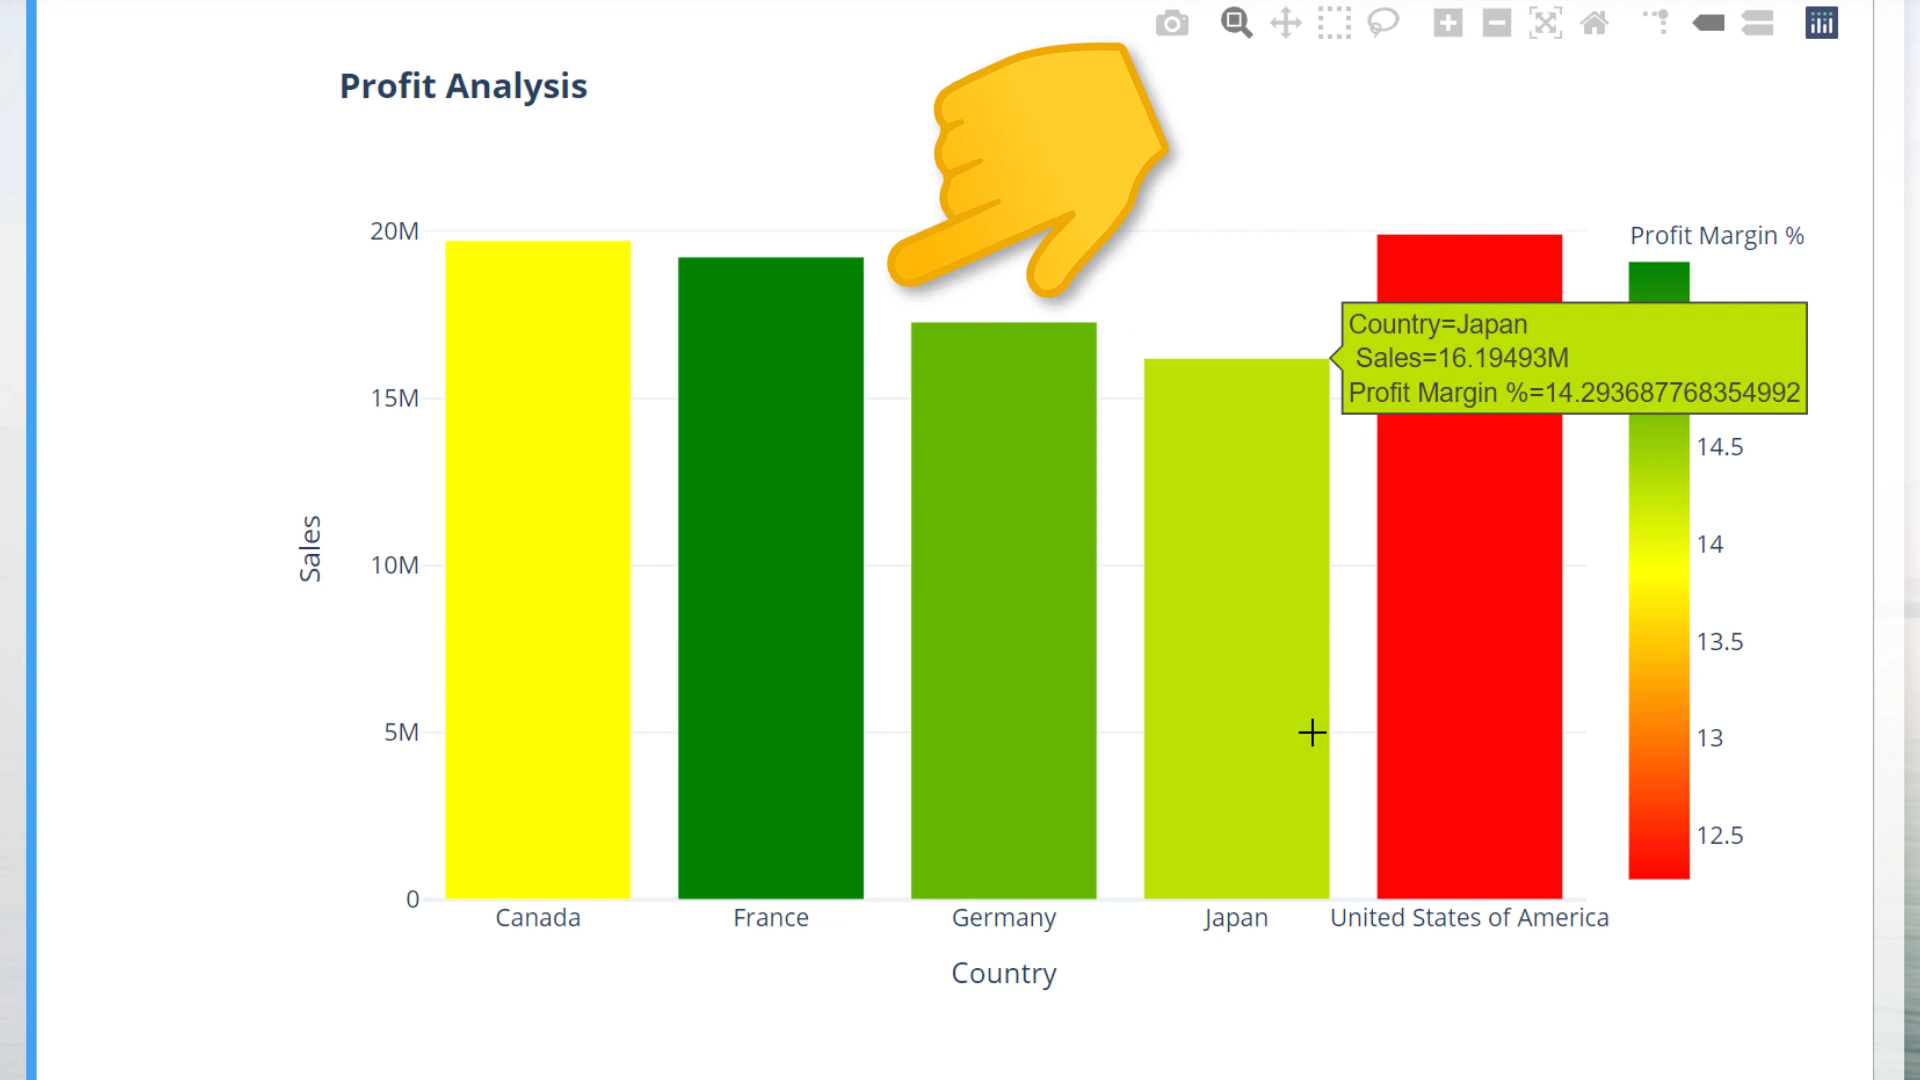 Profit Analysis
20M
15M
10M
5M
0
Sales
Canada
France
Germany
Japan
United States of America
Country
Country=Japan
Sales=16.19493M
Profit Margin %=14.293687768354992
Profit Margin %
14.5
14
13.5
13
12.5